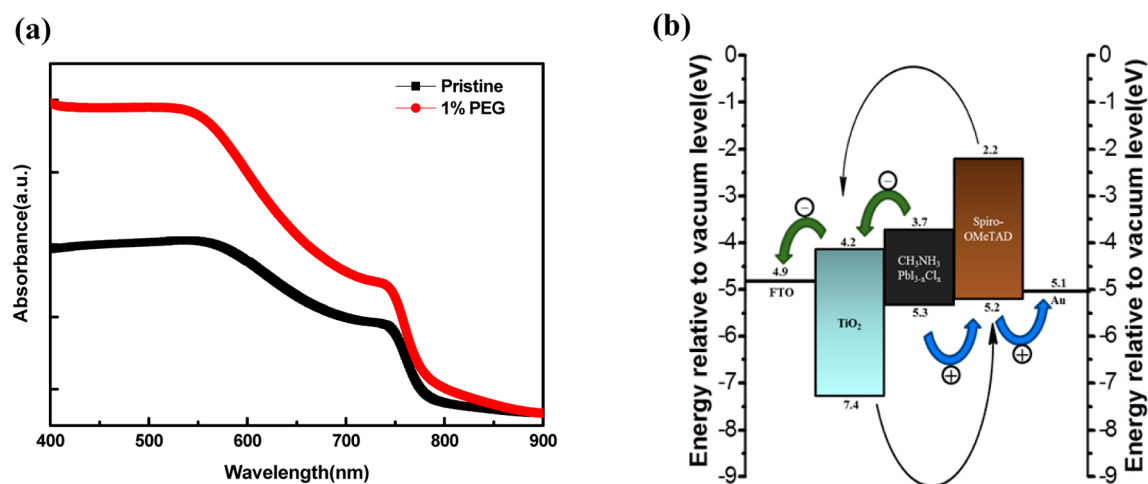 (a)
Pristine
1% PEG
Absorbance(a.u.)
400
500
600
700
800
900
Wavelength(nm)
(b)
Energy relative to vacuum level(eV)
0
-1
-2
-3
-4
-5
-6
-7
-8
-9
4.9
FTO
4.2
TiO₂
7.4
3.7
CH₃NH₃
PbI₃₋ₓClₓ
5.3
2.2
Spiro-
OMeTAD
5.2
5.1
Au
−
−
+
+
0
-1
-2
-3
-4
-5
-6
-7
-8
-9
Energy relative to vacuum level(eV)